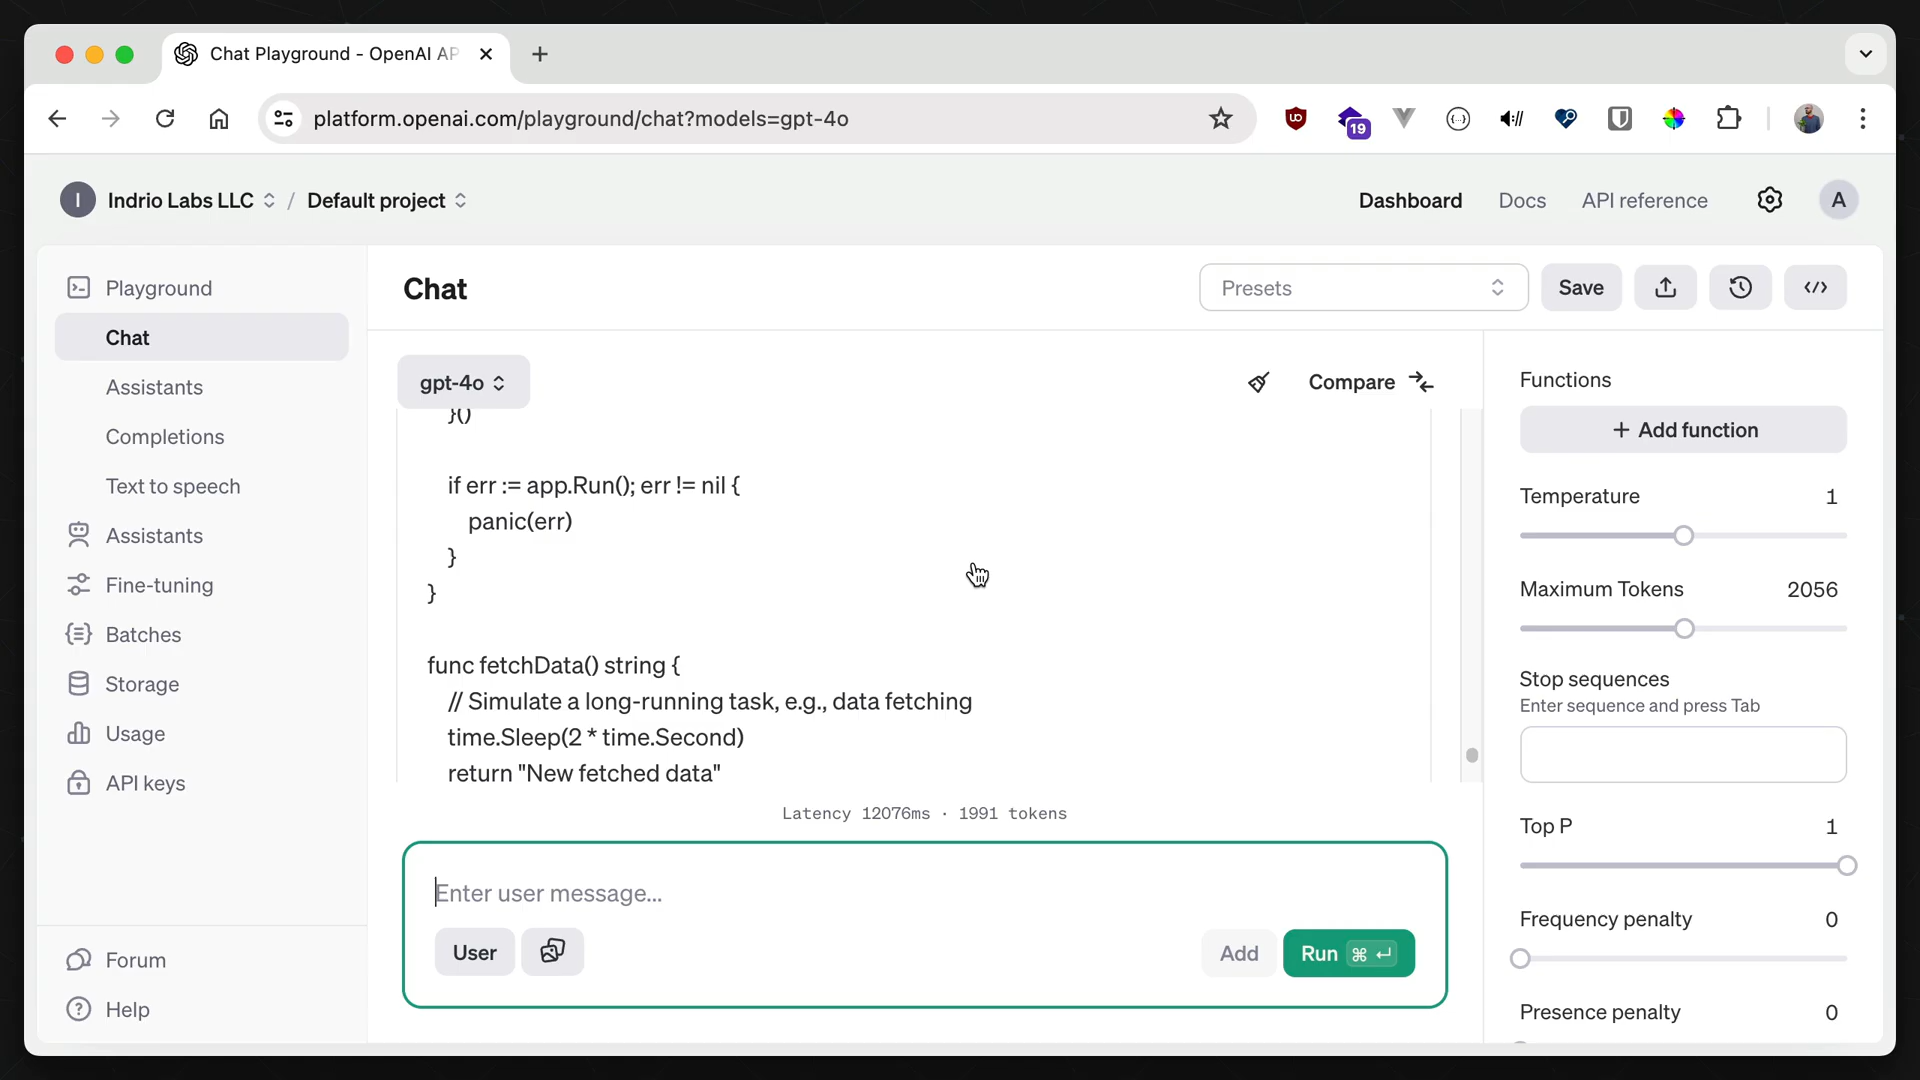 Chat Playground - OpenAI AP
platform.openai.com/playground/chat?models=gpt-4o
19
I
Indrio Labs LLC / Default project
Dashboard
Docs
API reference
A
Playground
Chat
Assistants
Completions
Text to speech
Assistants
Fine-tuning
Batches
Storage
Usage
API keys
Forum
Help
Chat
Presets
Save
gpt-4o
Compare
}()
if err := app.Run(); err != nil {
panic(err)
}
}
func fetchData() string {
// Simulate a long-running task, e.g., data fetching
time.Sleep(2 * time.Second)
return "New fetched data"
Latency 12076ms · 1991 tokens
Enter user message...
User
Add
Run ⌘ ↵
Functions
+ Add function
Temperature 1
Maximum Tokens 2056
Stop sequences
Enter sequence and press Tab
Top P 1
Frequency penalty 0
Presence penalty 0